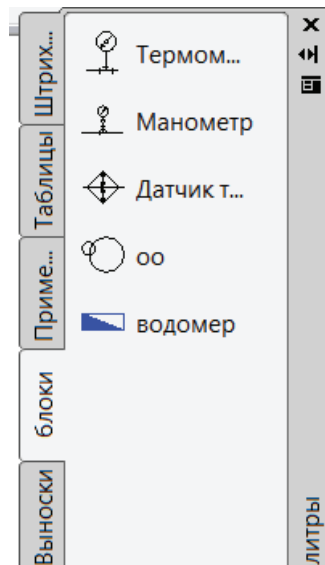 Штрих...
Таблицы
Приме...
блоки
Выноски
Термом...
Манометр
Датчик т...
оо
водомер
литры